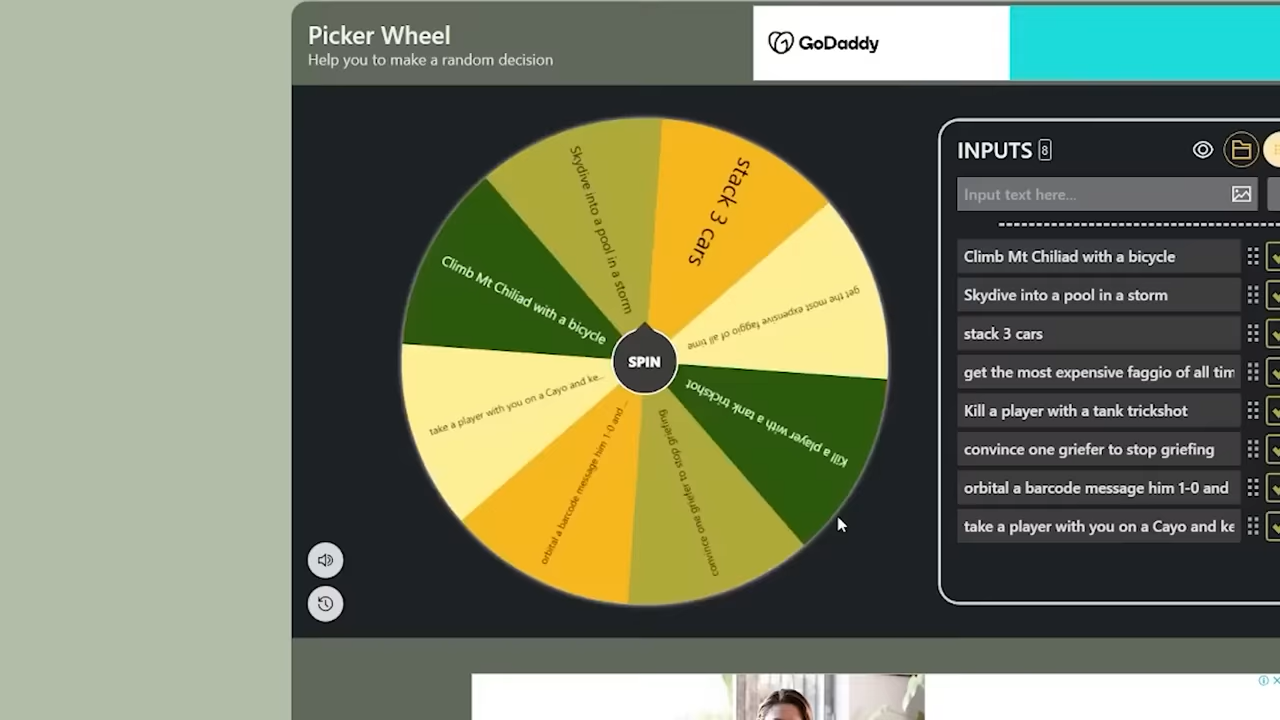 Picker Wheel
Help you to make a random decision
GoDaddy
Skydive into a pool in a storm
stack 3 cars
Climb Mt Chiliad with a bicycle
get the most expensive faggio of all time
SPIN
take a player with you on a Cayo and ke...
Kill a player with a tank trickshot
orbital a barcode message him 1-0 and ...
convince one griefer to stop griefing
INPUTS 8
Input text here...
Climb Mt Chiliad with a bicycle
Skydive into a pool in a storm
stack 3 cars
get the most expensive faggio of all tim
Kill a player with a tank trickshot
convince one griefer to stop griefing
orbital a barcode message him 1-0 and
take a player with you on a Cayo and ke